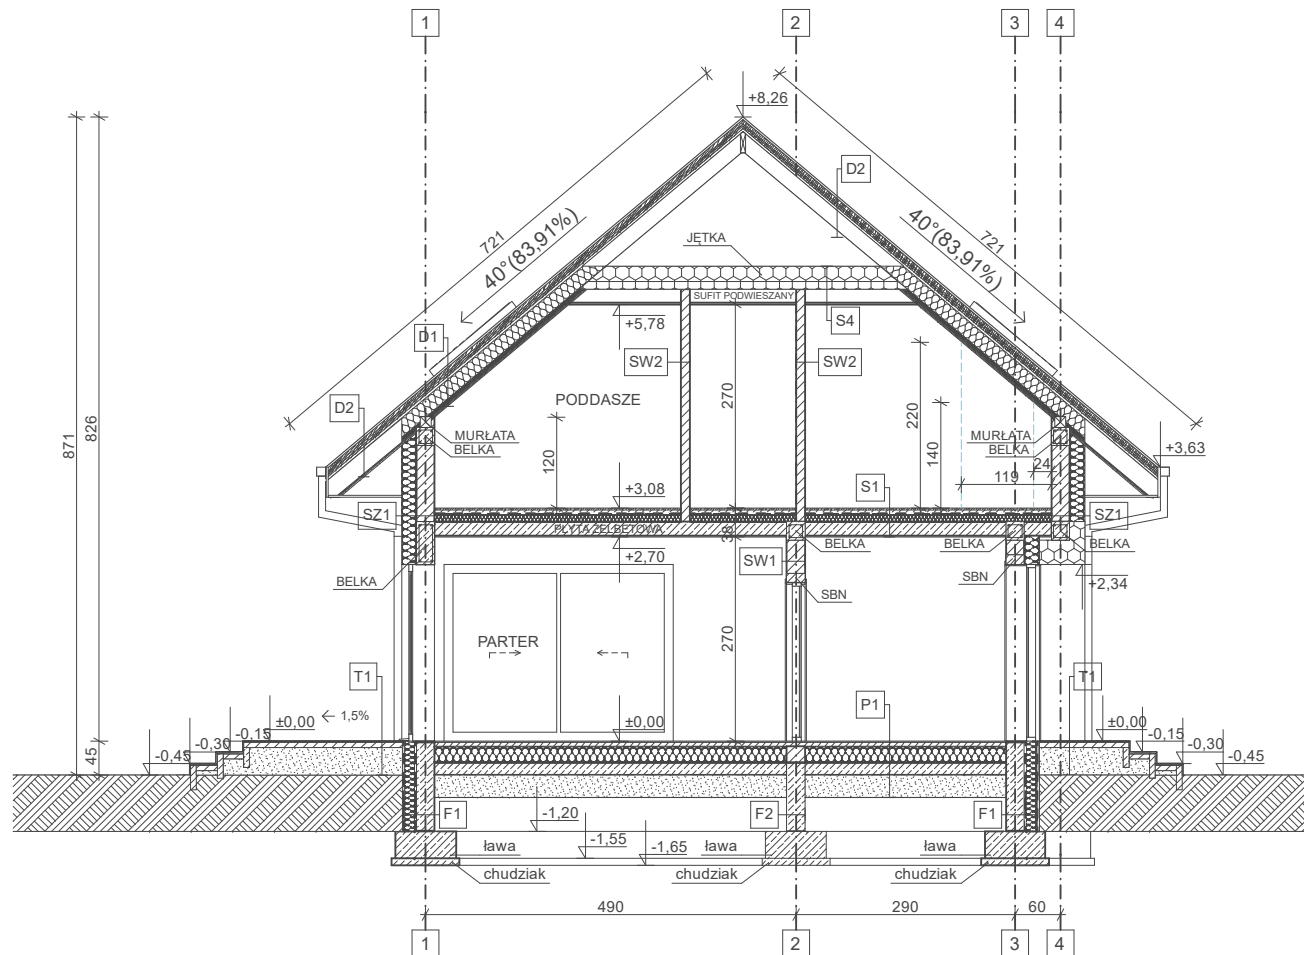 1
2
3
4
+8,26
D2
721
40°(83,91%)
721
40°(83,91%)
JĘTKA
SUFIT PODWIESZANY
+5,78
S4
D1
SW2
SW2
270
220
PODDASZE
D2
826
871
MURŁATA
BELKA
120
140
MURŁATA
BELKA
+3,63
24
119
+3,08
S1
SZ1
SZ1
PŁYTA ŻELBETOWA
38
BELKA
BELKA
BELKA
+2,70
SW1
BELKA
SBN
SBN
+2,34
270
PARTER
T1
T1
P1
±0,00
1,5%
±0,00
±0,00
-0,15
-0,30
-0,45
-0,15
-0,30
-0,45
45
F1
-1,20
F2
F1
-1,55
-1,65
ława
ława
ława
chudziak
chudziak
chudziak
490
290
60
1
2
3
4